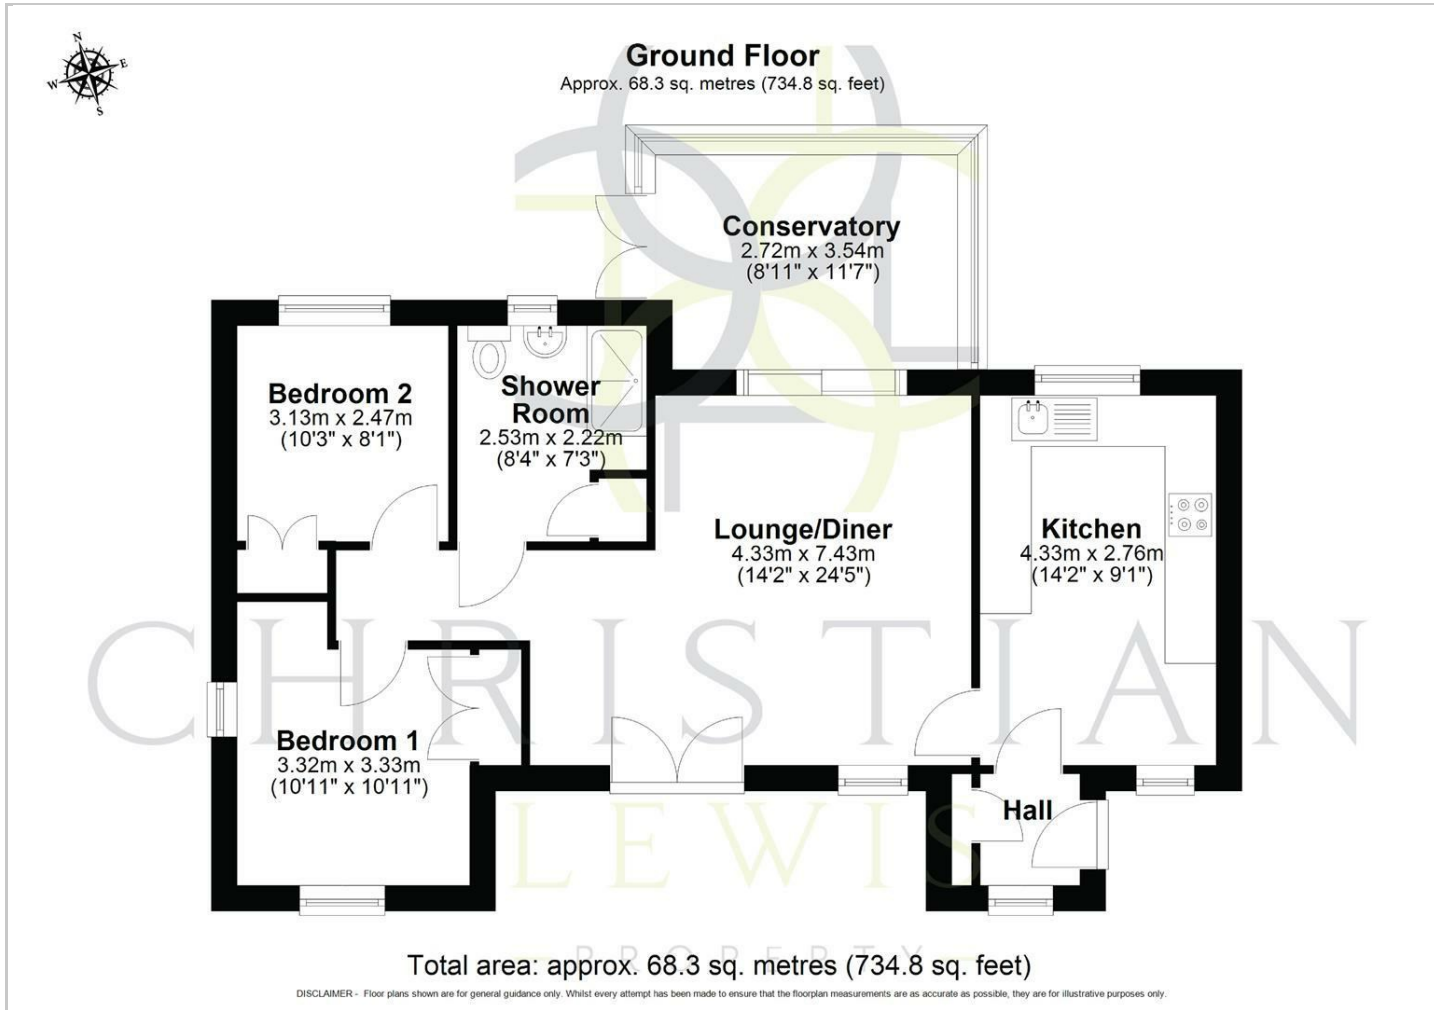 N
E
W
S
Ground Floor
Approx. 68.3 sq. metres (734.8 sq. feet)
Conservatory
2.72m x 3.54m
(8'11" x 11'7")
Bedroom 2
3.13m x 2.47m
(10'3" x 8'1")
Shower
Room
2.53m x 2.22m
(8'4" x 7'3")
Lounge/Diner
4.33m x 7.43m
(14'2" x 24'5")
Kitchen
4.33m x 2.76m
(14'2" x 9'1")
CHRISTIAN
Bedroom 1
3.32m x 3.33m
(10'11" x 10'11")
Hall
LEWIS
PROPERTY
Total area: approx. 68.3 sq. metres (734.8 sq. feet)
DISCLAIMER - Floor plans shown are for general guidance only. Whilst every attempt has been made to ensure that the floorplan measurements are as accurate as possible, they are for illustrative purposes only.